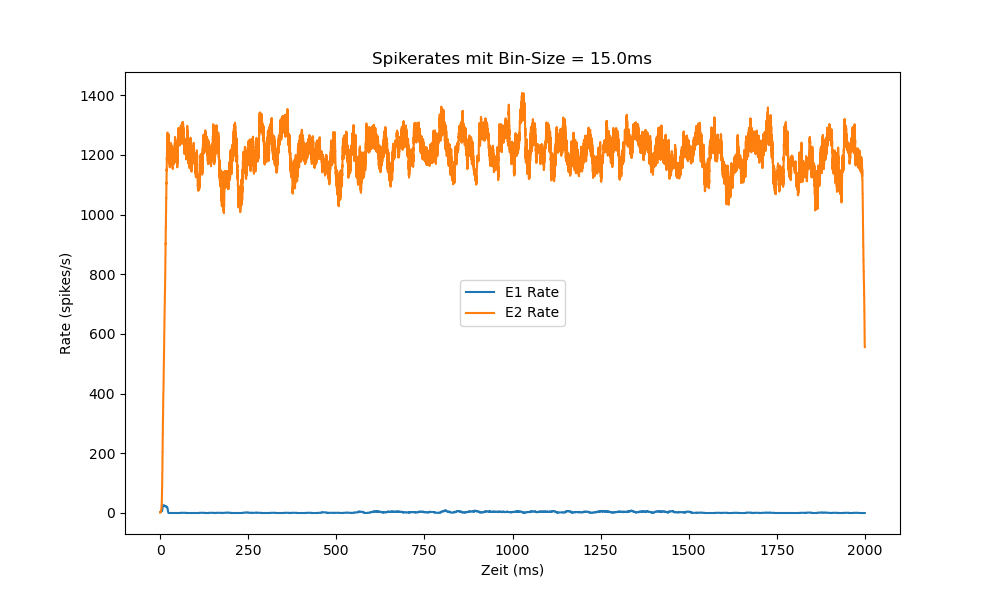 Spikerates mit Bin-Size = 15.0ms
1400
1200
1000
800
600
400
200
0
Rate (spikes/s)
E1 Rate
E2 Rate
0 250 500 750 1000 1250 1500 1750 2000
Zeit (ms)